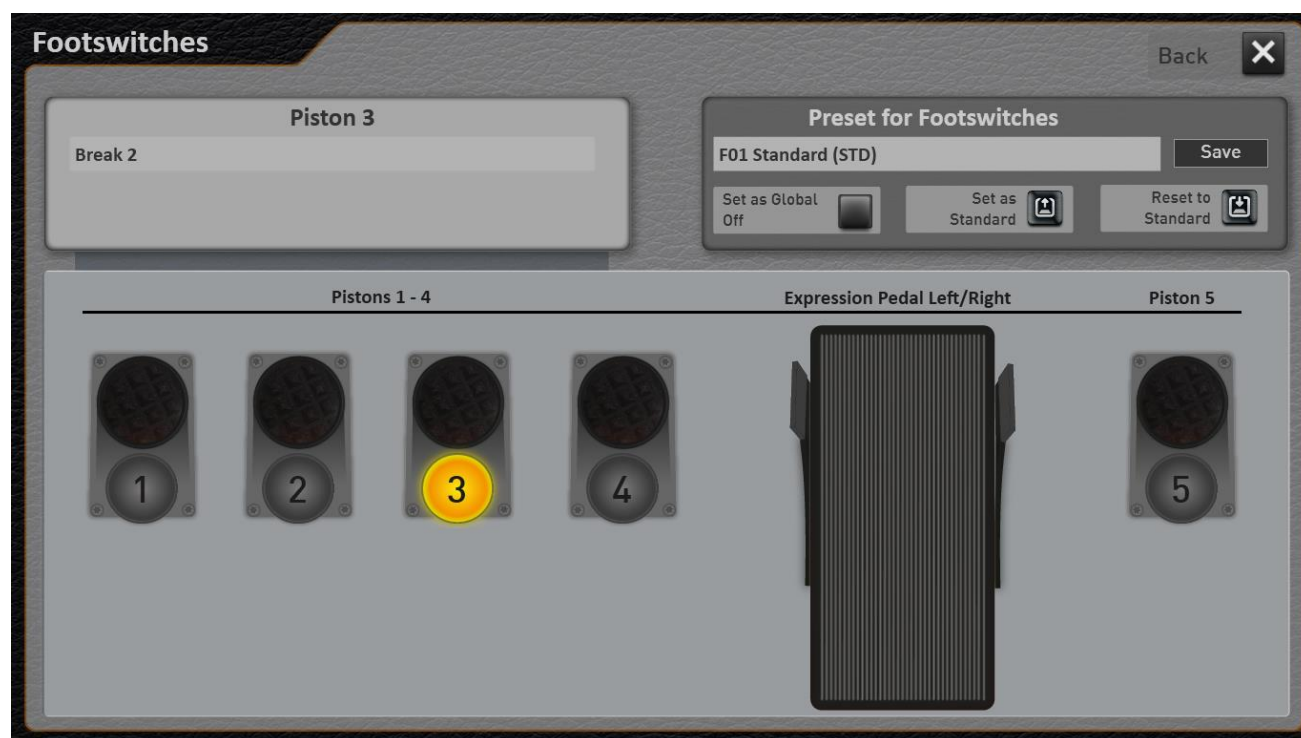 Footswitches
Back
Piston 3
Break 2
Preset for Footswitches
F01 Standard (STD)
Save
Set as Global
Off
Set as
Standard
Reset to
Standard
Pistons 1 - 4
Expression Pedal Left/Right
Piston 5
1
2
3
4
5